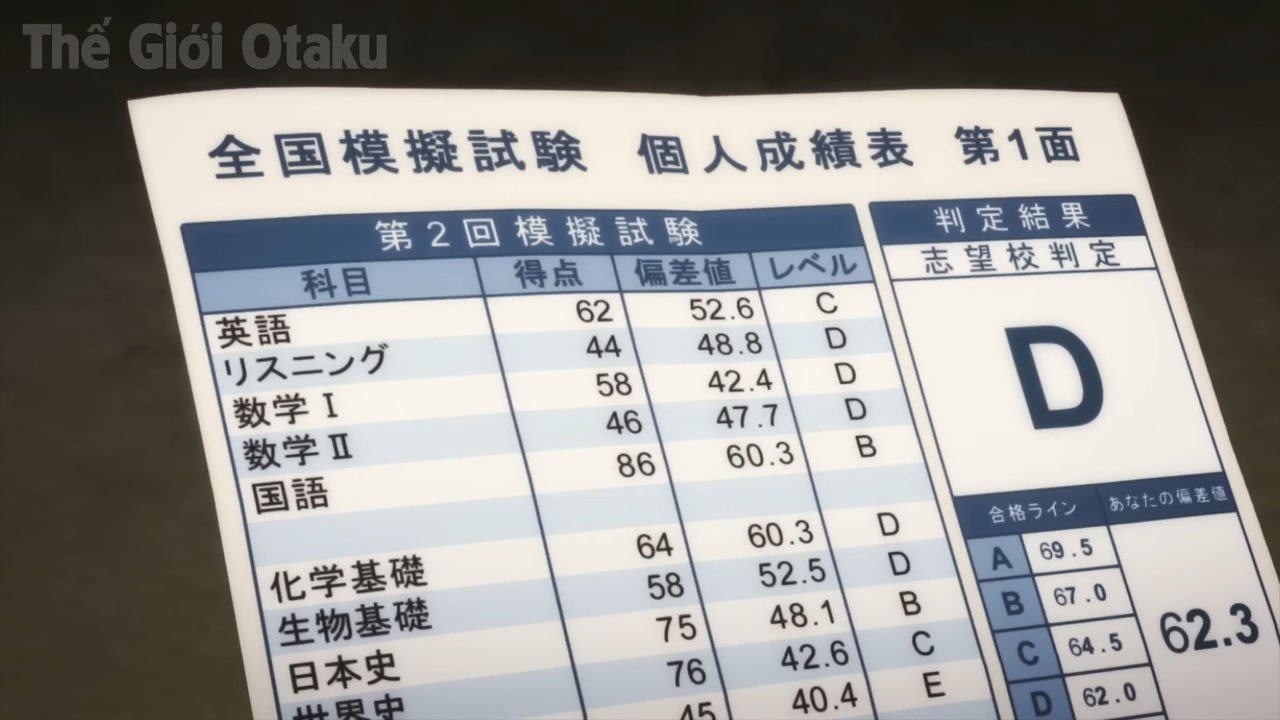 Thế Giới Otaku
全国模擬試験 個人成績表 第1面
第2回模擬試験
科目 得点 偏差値 レベル
英語 62 52.6 C
リスニング 44 48.8 D
数学Ⅰ 58 42.4 D
数学Ⅱ 46 47.7 D
国語 86 60.3 B
化学基礎 64 60.3 D
生物基礎 58 52.5 D
日本史 75 48.1 B
世界史 76 42.6 C
45 40.4 E
判定結果
志望校判定
D
合格ライン あなたの偏差値
A 69.5
B 67.0
C 64.5
D 62.0
62.3